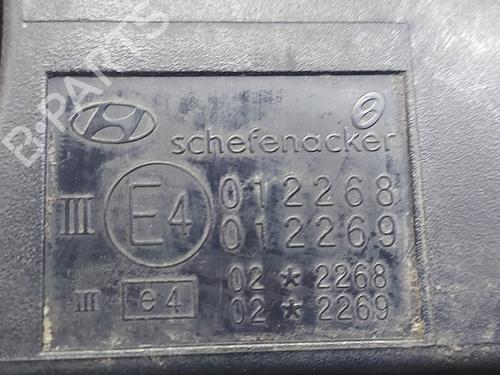 B-PARTS
schefenacker
III E4 012268
012269
III e4 02*2268
02*2269